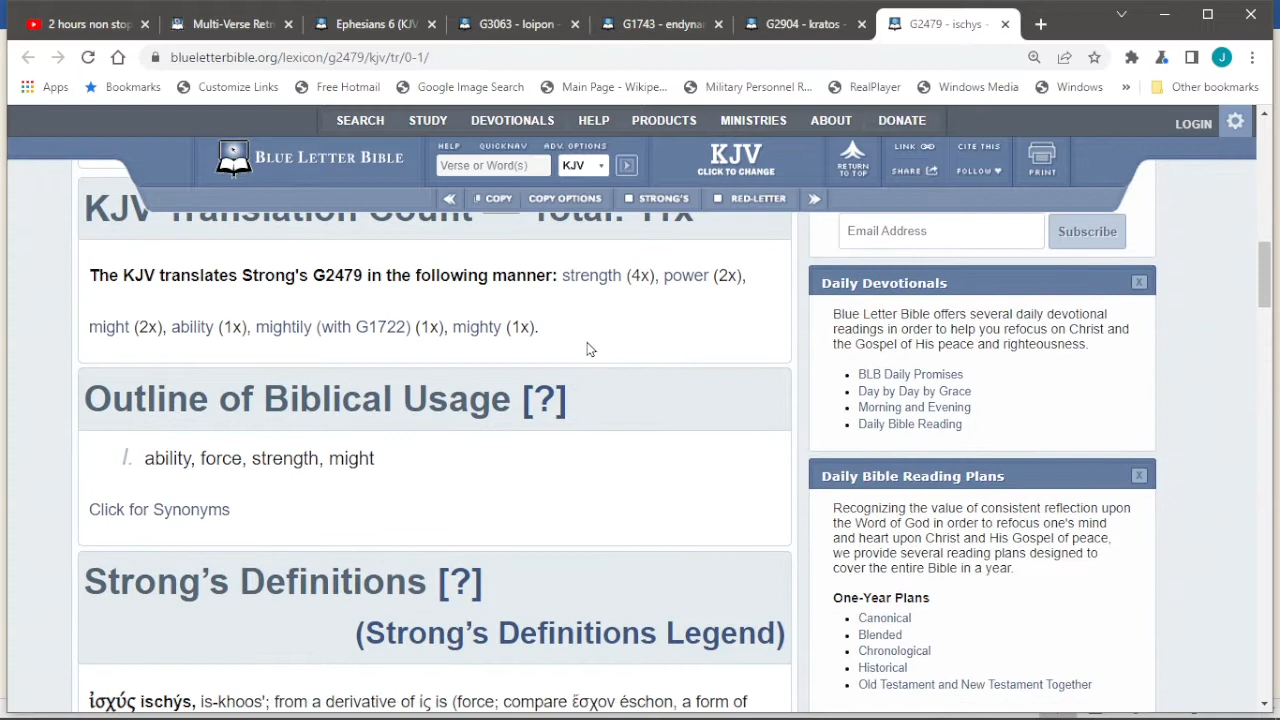 2 hours non stop
Multi-Verse Retr
Ephesians 6 (KJV
G3063 - loipon -
G1743 - endynar
G2904 - kratos -
G2479 - ischys -
blueletterbible.org/lexicon/g2479/kjv/tr/0-1/
J
Apps
Bookmarks
Customize Links
Free Hotmail
Google Image Search
Main Page - Wikipe...
Military Personnel R...
RealPlayer
Windows Media
Windows
»
Other bookmarks
SEARCH STUDY DEVOTIONALS HELP PRODUCTS MINISTRIES ABOUT DONATE
LOGIN
BLUE LETTER BIBLE
HELP QUICKNAV ADV. OPTIONS
Verse or Word(s)
KJV
KJV
CLICK TO CHANGE
RETURN
TO TOP
LINK
CITE THIS
SHARE
FOLLOW
PRINT
COPY
COPY OPTIONS
STRONG'S
RED-LETTER
KJV Translation Count — Total: 11x
The KJV translates Strong's G2479 in the following manner: strength (4x), power (2x),
might (2x), ability (1x), mightily (with G1722) (1x), mighty (1x).
Outline of Biblical Usage [?]
I. ability, force, strength, might
Click for Synonyms
Strong’s Definitions [?]
(Strong’s Definitions Legend)
ἰσχύς ischýs, is-khoos'; from a derivative of ἰς is (force; compare ἔσχον éschon, a form of
Email Address
Subscribe
Daily Devotionals
X
Blue Letter Bible offers several daily devotional
readings in order to help you refocus on Christ and
the Gospel of His peace and righteousness.
BLB Daily Promises
Day by Day by Grace
Morning and Evening
Daily Bible Reading
Daily Bible Reading Plans
X
Recognizing the value of consistent reflection upon
the Word of God in order to refocus one's mind
and heart upon Christ and His Gospel of peace,
we provide several reading plans designed to
cover the entire Bible in a year.
One-Year Plans
Canonical
Blended
Chronological
Historical
Old Testament and New Testament Together